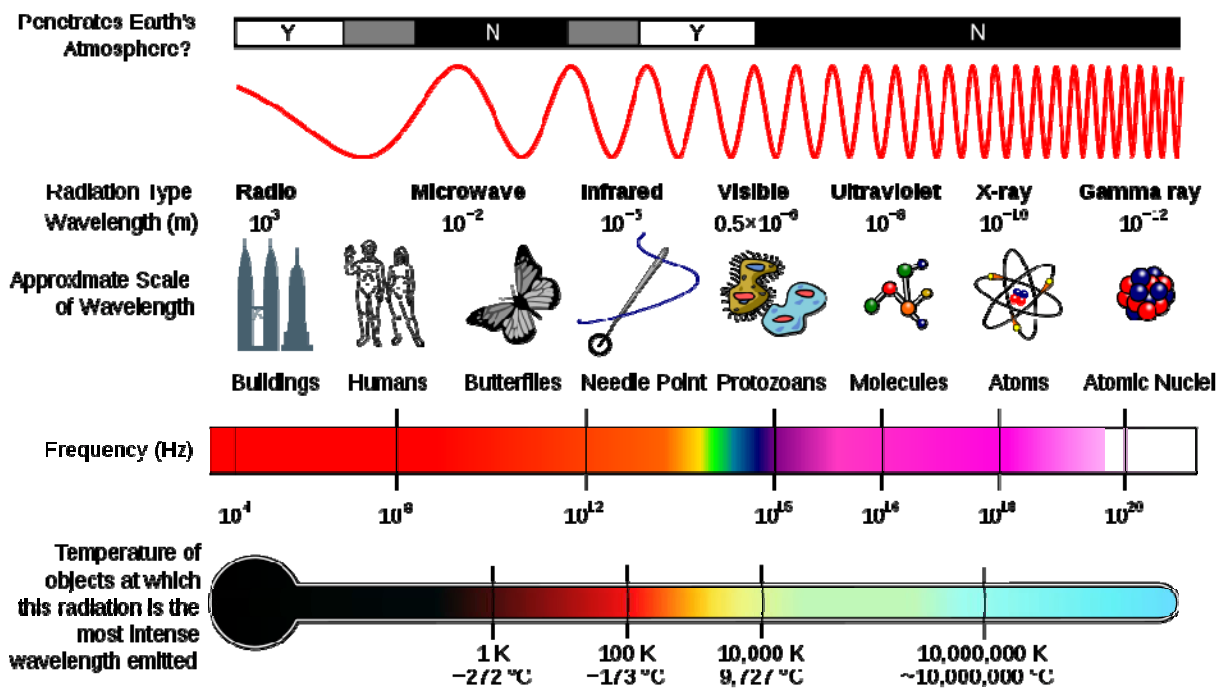 Penetrates Earth's
Atmosphere?
Y
N
Y
N
Radiation Type
Radio
Microwave
Infrared
Visible
Ultraviolet
X-ray
Gamma ray
Wavelength (m)
10³
10⁻²
10⁻⁵
0.5×10⁻⁶
10⁻⁸
10⁻¹⁰
10⁻¹²
Approximate Scale
of Wavelength
Buildings
Humans
Butterflies
Needle Point
Protozoans
Molecules
Atoms
Atomic Nuclei
Frequency (Hz)
10⁴
10⁸
10¹²
10¹⁵
10¹⁶
10¹⁸
10²⁰
Temperature of
objects at which
this radiation is the
most intense
wavelength emitted
1 K
−272 °C
100 K
−173 °C
10,000 K
9,727 °C
10,000,000 K
~10,000,000 °C